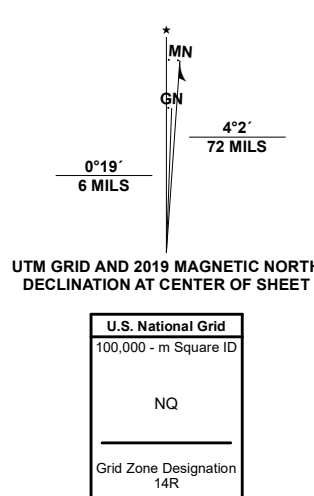 ★
MN
GN
4°2´
72 MILS
0°19´
6 MILS
UTM GRID AND 2019 MAGNETIC NORTH
DECLINATION AT CENTER OF SHEET
U.S. National Grid
100,000 - m Square ID
NQ
Grid Zone Designation
14R